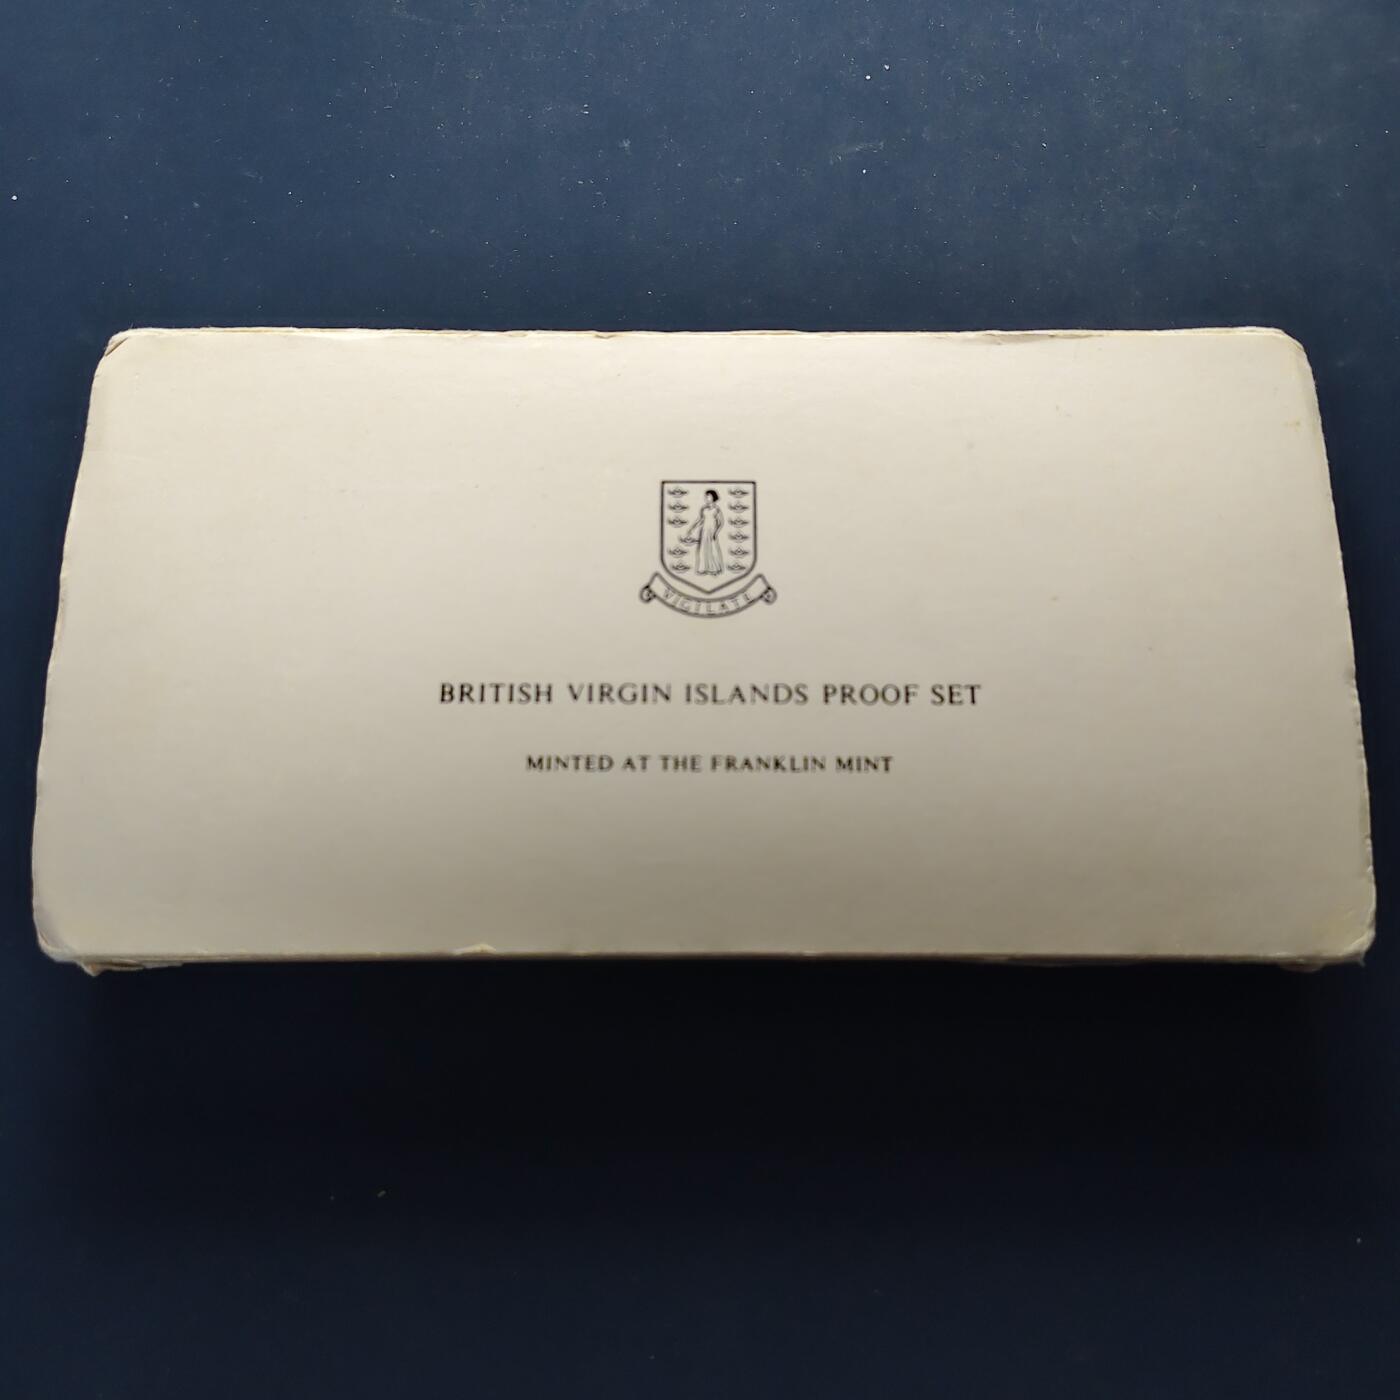 VIGILATE
BRITISH VIRGIN ISLANDS PROOF SET
MINTED AT THE FRANKLIN MINT